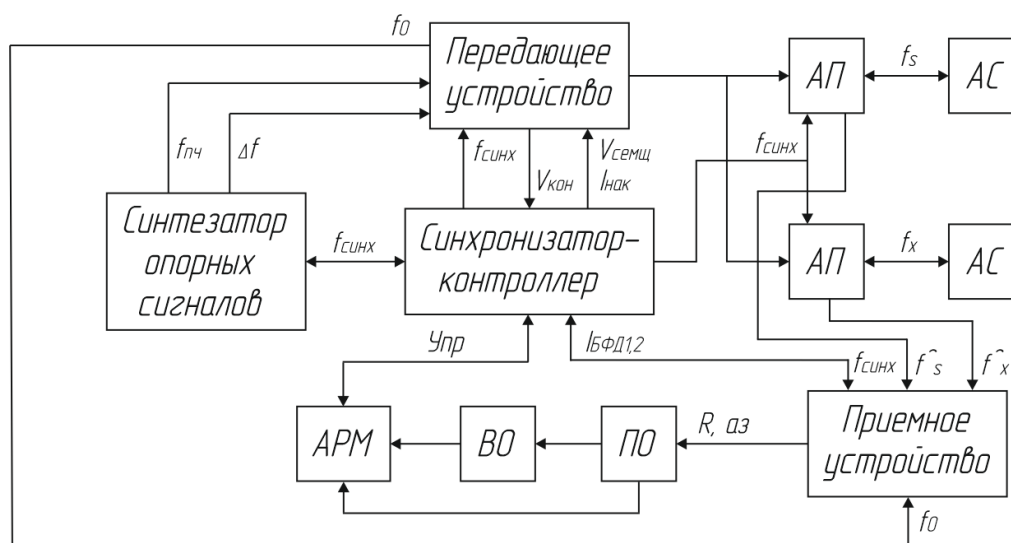 f0
Передающее
устройство
АП
fs
АС
fпч
Δf
fсинх
Vкон
Vсемщ
Iнак
fсинх
Синтезатор
опорных
сигналов
fсинх
Синхронизатор-
контроллер
АП
fx
АС
Упр
IБФД1,2
fсинх
f^s
f^x
АРМ
ВО
ПО
R, аз
Приемное
устройство
f0